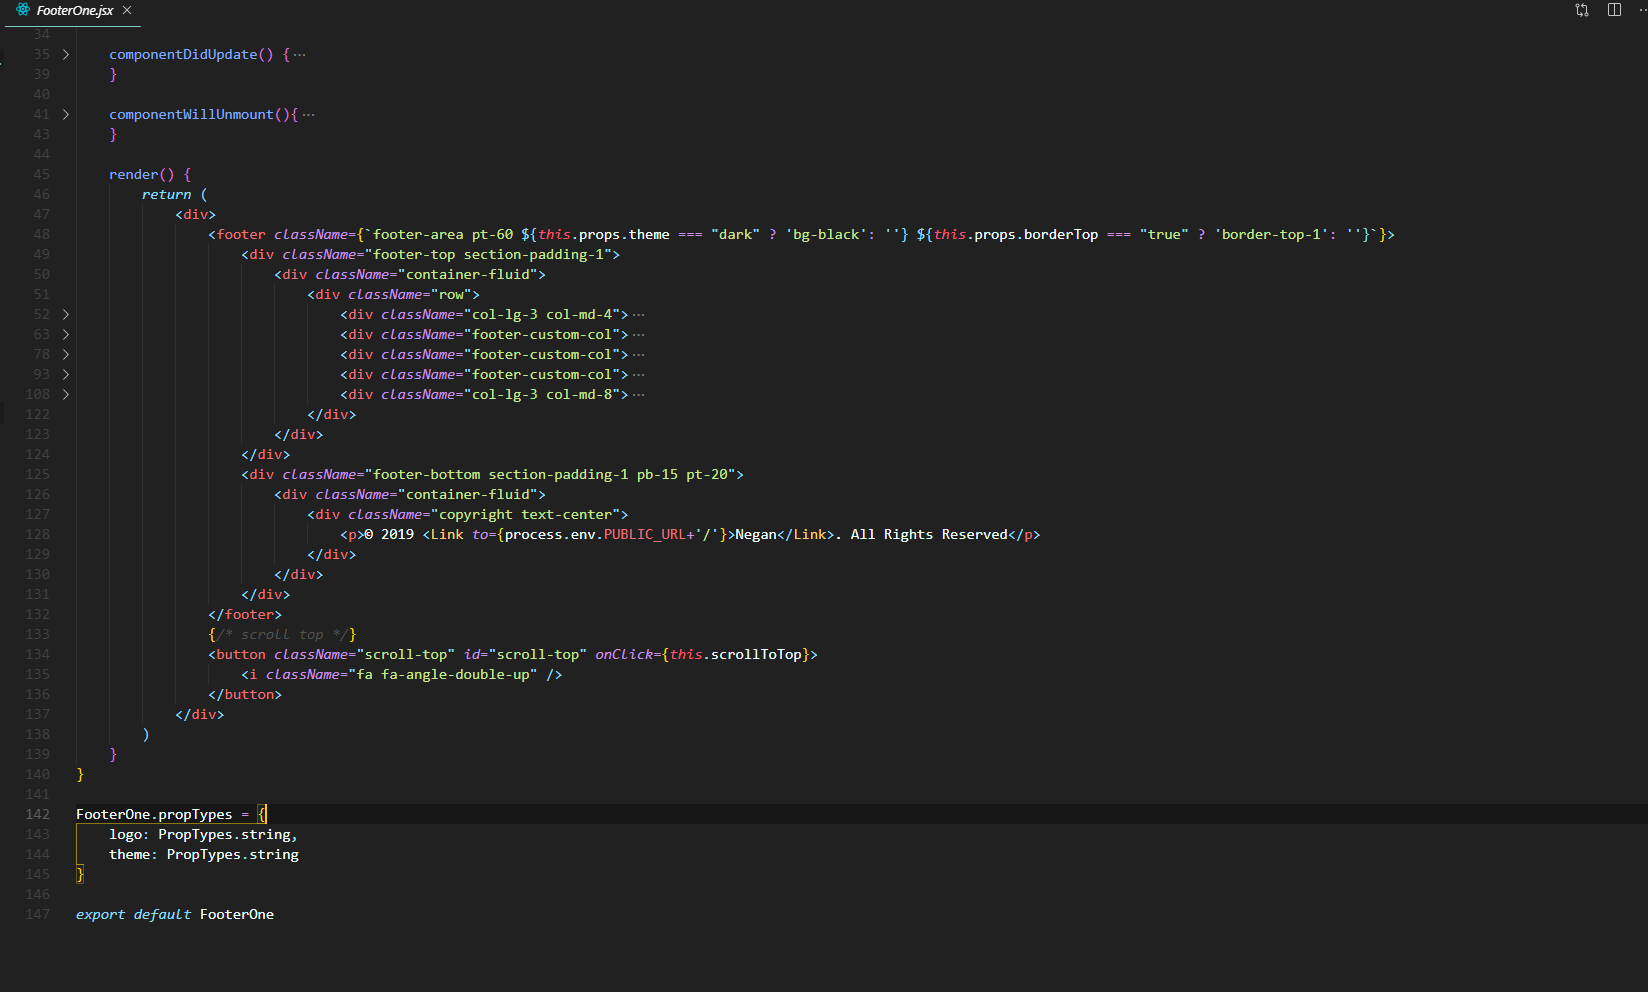 FooterOne.jsx
34
35 componentDidUpdate() { ···
39 }
40
41 componentWillUnmount(){ ···
43 }
44
45 render() {
46 return (
47 <div>
48 <footer className={`footer-area pt-60 ${this.props.theme === "dark" ? 'bg-black': ''} ${this.props.borderTop === "true" ? 'border-top-1': ''}`}>
49 <div className="footer-top section-padding-1">
50 <div className="container-fluid">
51 <div className="row">
52 <div className="col-lg-3 col-md-4"> ···
63 <div className="footer-custom-col"> ···
78 <div className="footer-custom-col"> ···
93 <div className="footer-custom-col"> ···
108 <div className="col-lg-3 col-md-8"> ···
122 </div>
123 </div>
124 </div>
125 <div className="footer-bottom section-padding-1 pb-15 pt-20">
126 <div className="container-fluid">
127 <div className="copyright text-center">
128 <p>© 2019 <Link to={process.env.PUBLIC_URL+'/'}>Negan</Link>. All Rights Reserved</p>
129 </div>
130 </div>
131 </div>
132 </footer>
133 {/* scroll top */}
134 <button className="scroll-top" id="scroll-top" onClick={this.scrollToTop}>
135 <i className="fa fa-angle-double-up" />
136 </button>
137 </div>
138 )
139 }
140 }
141
142 FooterOne.propTypes = {
143 logo: PropTypes.string,
144 theme: PropTypes.string
145 }
146
147 export default FooterOne